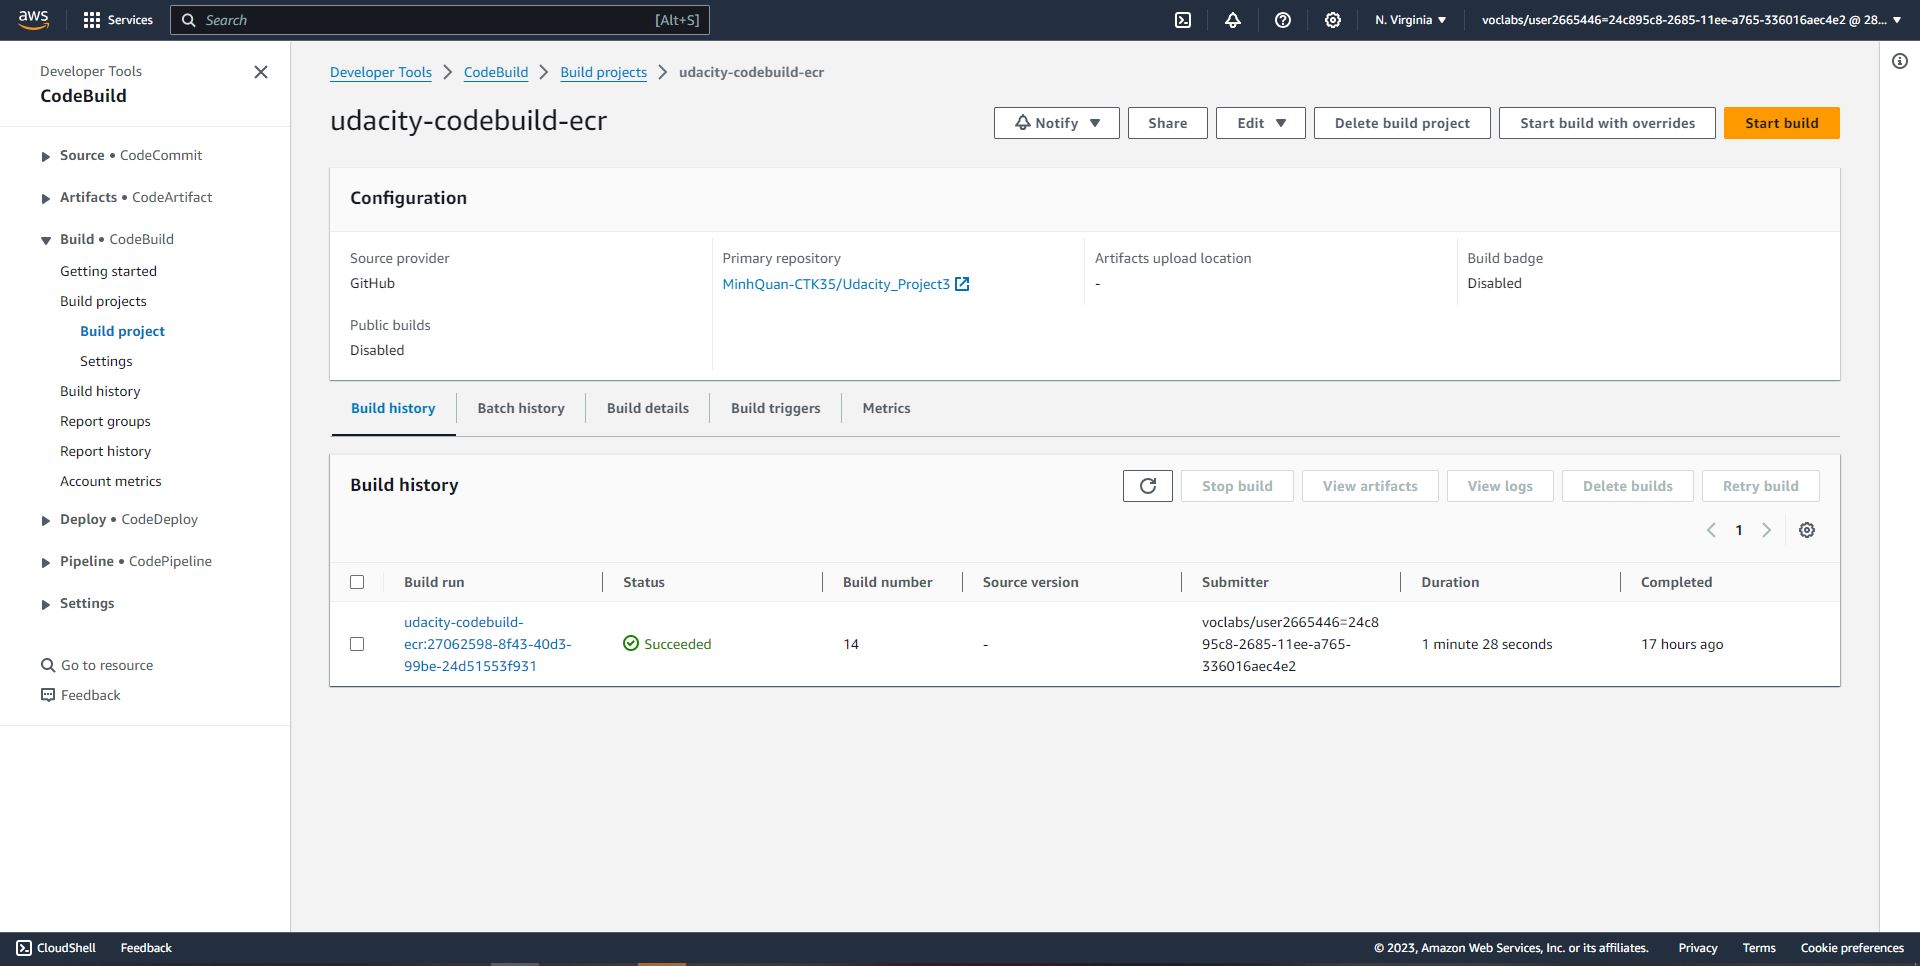 aws
Services
Search
[Alt+S]
N. Virginia
voclabs/user2665446=24c895c8-2685-11ee-a765-336016aec4e2 @ 28...
Developer Tools
CodeBuild
Source • CodeCommit
Artifacts • CodeArtifact
Build • CodeBuild
Getting started
Build projects
Build project
Settings
Build history
Report groups
Report history
Account metrics
Deploy • CodeDeploy
Pipeline • CodePipeline
Settings
Go to resource
Feedback
Developer Tools
CodeBuild
Build projects
udacity-codebuild-ecr
udacity-codebuild-ecr
Notify
Share
Edit
Delete build project
Start build with overrides
Start build
Configuration
Source provider
GitHub
Primary repository
MinhQuan-CTK35/Udacity_Project3
Artifacts upload location
-
Build badge
Disabled
Public builds
Disabled
Build history
Batch history
Build details
Build triggers
Metrics
Build history
Stop build
View artifacts
View logs
Delete builds
Retry build
1
Build run
Status
Build number
Source version
Submitter
Duration
Completed
udacity-codebuild-
ecr:27062598-8f43-40d3-
99be-24d51553f931
Succeeded
14
-
voclabs/user2665446=24c8
95c8-2685-11ee-a765-
336016aec4e2
1 minute 28 seconds
17 hours ago
CloudShell
Feedback
© 2023, Amazon Web Services, Inc. or its affiliates.
Privacy
Terms
Cookie preferences